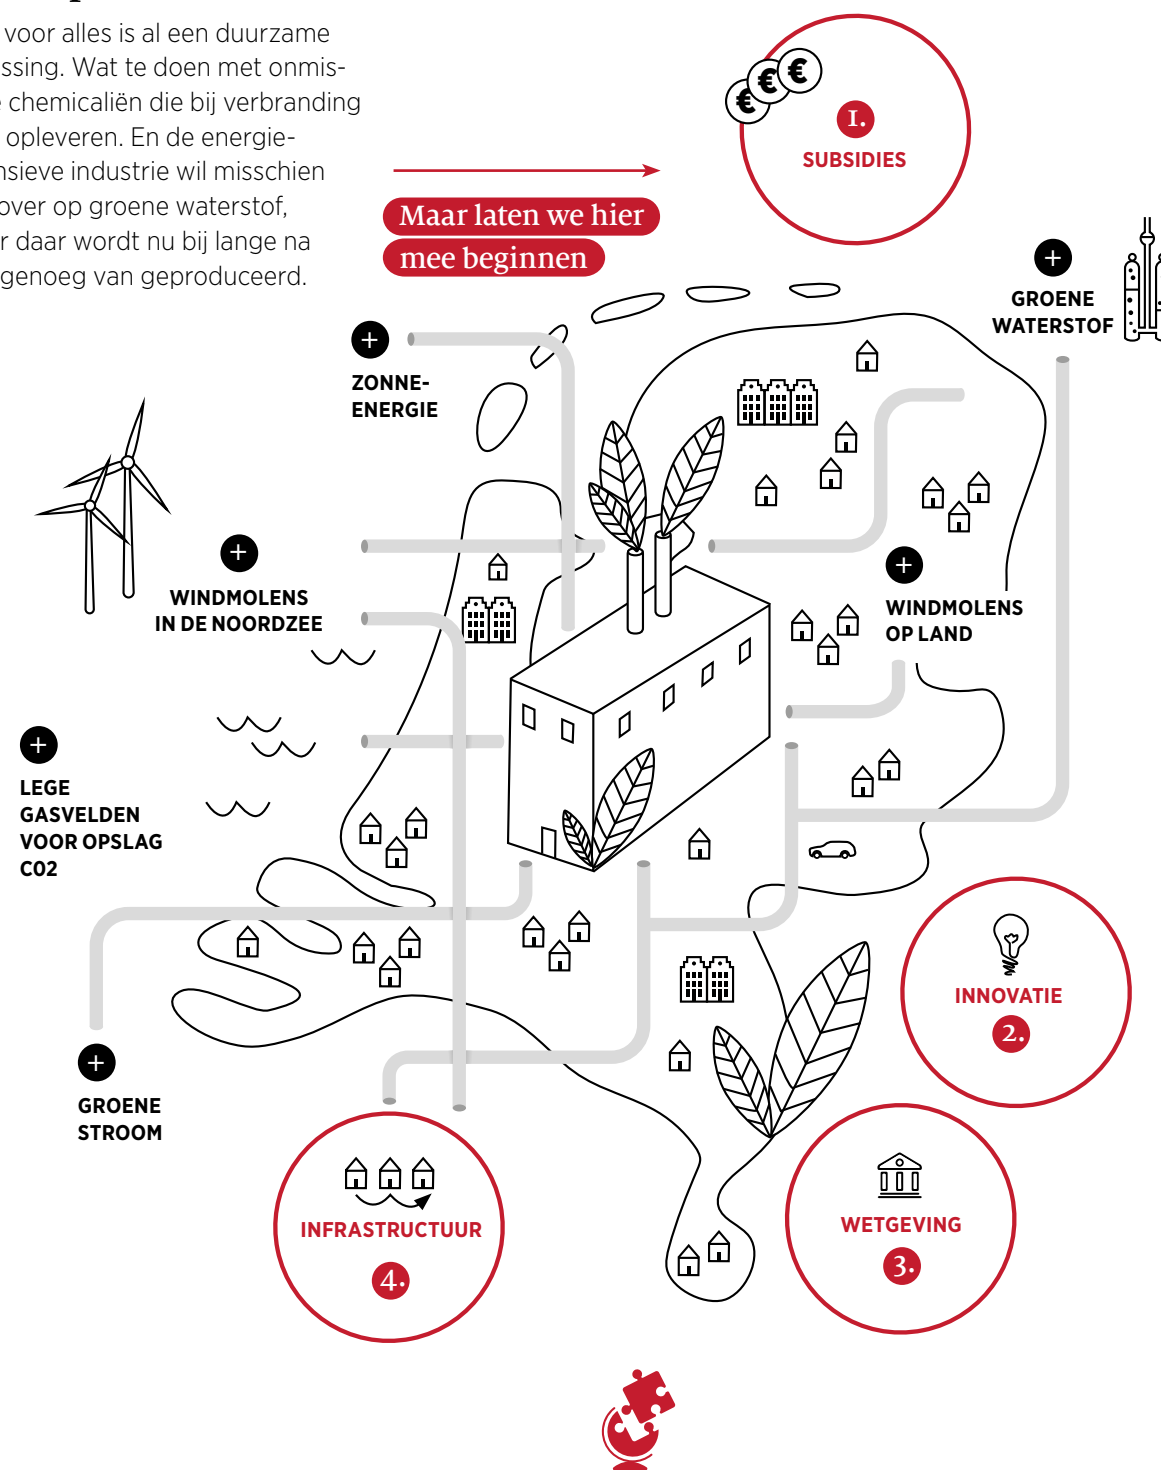 voor alles is al een duurzame
ssing. Wat te doen met onmis-
e chemicaliën die bij verbranding
opleveren. En de energie-
nsieve industrie wil misschien
over op groene waterstof,
r daar wordt nu bij lange na
genoeg van geproduceerd.
Maar laten we hier
mee beginnen
€ € €
1.
SUBSIDIES
+
GROENE
WATERSTOF
+
ZONNE-
ENERGIE
+
WINDMOLENS
IN DE NOORDZEE
+
WINDMOLENS
OP LAND
+
LEGE
GASVELDEN
VOOR OPSLAG
CO2
+
GROENE
STROOM
INNOVATIE
2.
WETGEVING
3.
INFRASTRUCTUUR
4.